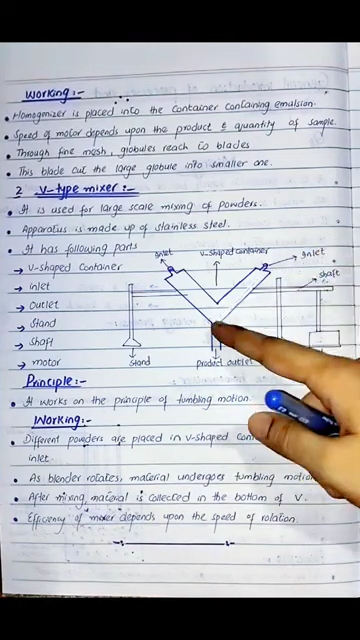 Working:-
• Homogenizer is placed into the container containing emulsion.
• Speed of motor depends upon the product & quantity of sample.
• Through fine mesh, globules reach to blades
• This blade cut the large globule into smaller one.
2 V-type mixer:-
• It is used for large scale mixing of powders.
• Apparatus is made up of stainless steel.
• It has following parts
→ V-shaped container
→ inlet
→ Outlet
→ Stand
→ Shaft
→ motor
Inlet
V-shaped container
Inlet
shaft
Stand
product outlet
Principle:-
• It works on the principle of tumbling motion.
Working:-
• Different powders are placed in V-shaped
inlet
• As blender rotates, material undergoes tumbling motion
• After mixing material is collected in the bottom of V.
• Efficiency of mixer depends upon the speed of rotation.